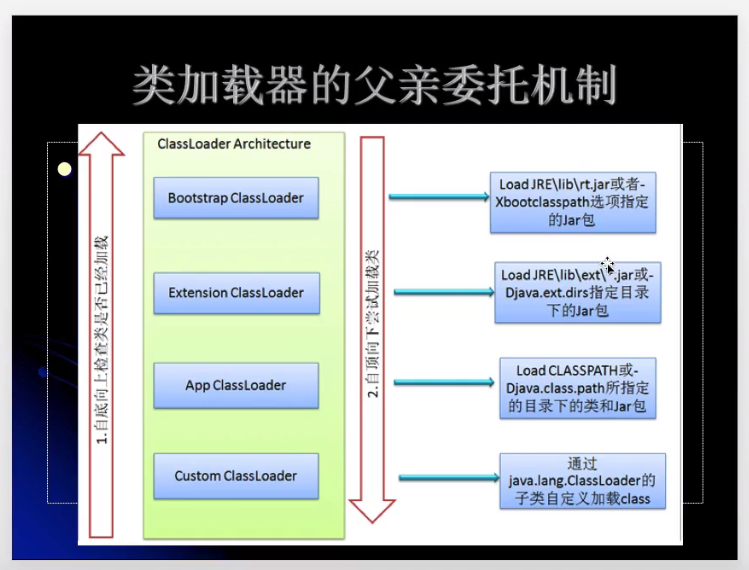 类加载器的父亲委托机制
ClassLoader Architecture
1.自底向上检查类是否已经加载
Bootstrap ClassLoader
Extension ClassLoader
App ClassLoader
Custom ClassLoader
2.自顶向下尝试加载类
Load JRE\lib\rt.jar或者-
Xbootclasspath选项指定
的Jar包
Load JRE\lib\ext\*.jar或-
Djava.ext.dirs指定目录
下的Jar包
Load CLASSPATH或-
Djava.class.path所指定
的目录下的类和Jar包
通过
java.lang.ClassLoader的
子类自定义加载class